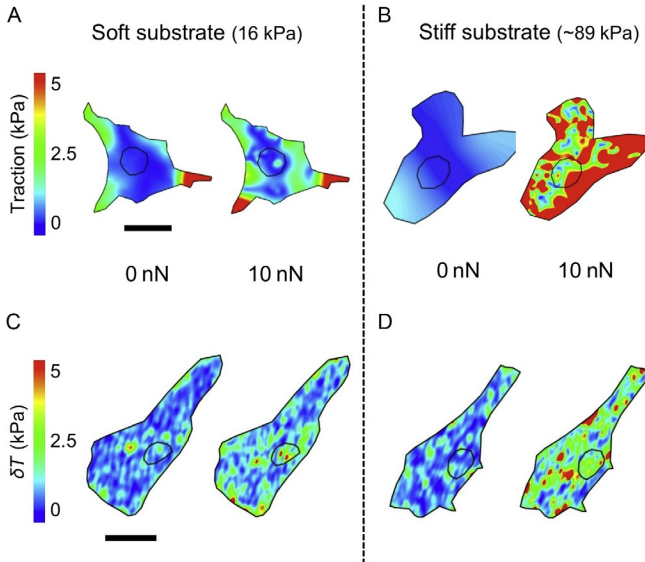 A
Soft substrate (16 kPa)
B
Stiff substrate (~89 kPa)
Traction (kPa)
5
2.5
0
0 nN
10 nN
0 nN
10 nN
C
D
δT (kPa)
5
2.5
0